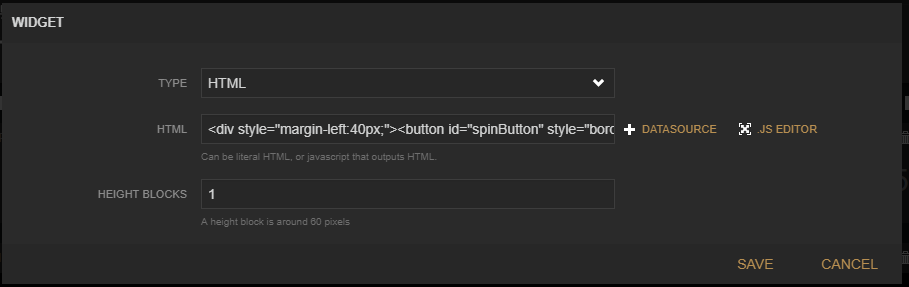 WIDGET
TYPE
HTML
HTML
<div style="margin-left:40px;"><button id="spinButton" style="borc
DATASOURCE
.JS EDITOR
Can be literal HTML, or javascript that outputs HTML.
HEIGHT BLOCKS
1
A height block is around 60 pixels
SAVE
CANCEL